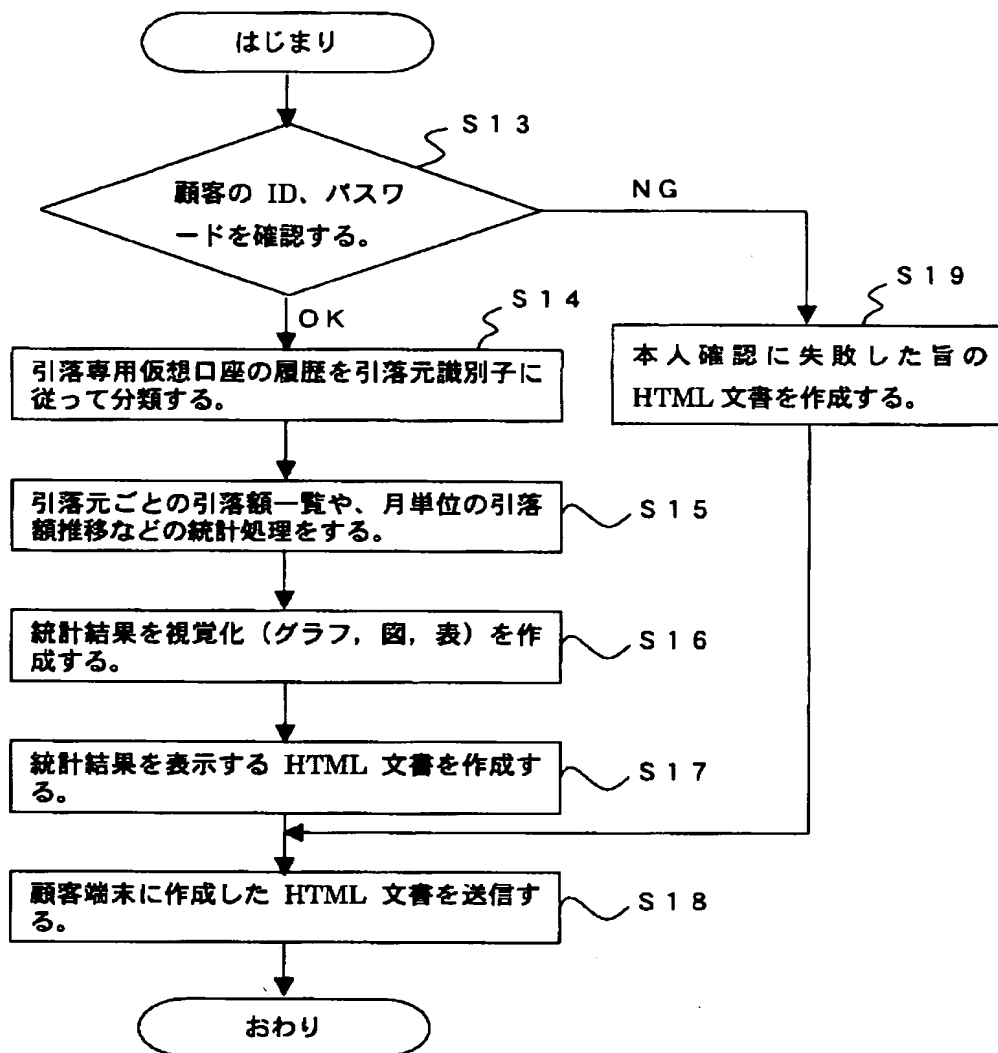 はじまり
S13
顧客の ID、パスワ
ードを確認する。
NG
OK
S14
引落専用仮想口座の履歴を引落元識別子に
従って分類する。
S19
本人確認に失敗した旨の
HTML 文書を作成する。
引落元ごとの引落額一覧や、月単位の引落
額推移などの統計処理をする。
S15
統計結果を視覚化（グラフ，図，表）を作
成する。
S16
統計結果を表示する HTML 文書を作成す
る。
S17
顧客端末に作成した HTML 文書を送信す
る。
S18
おわり